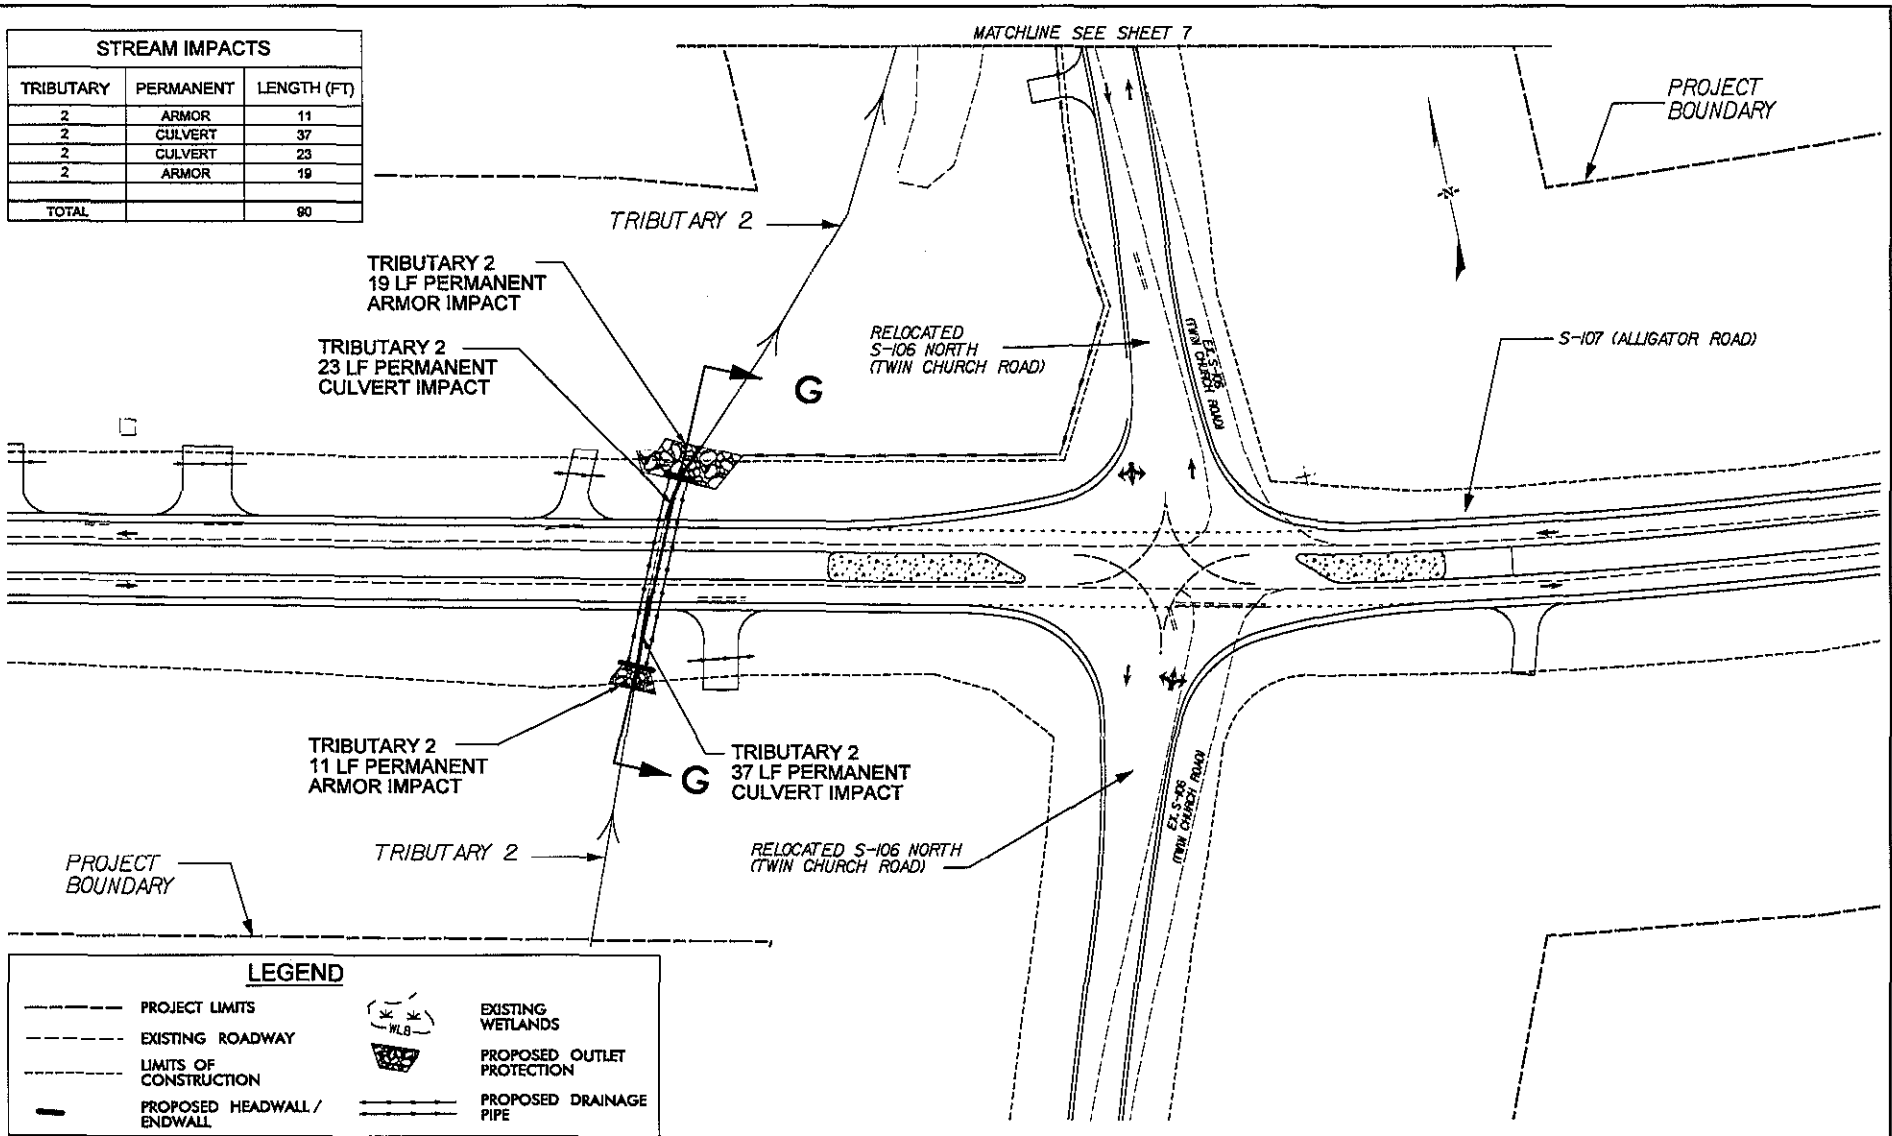 STREAM IMPACTS
TRIBUTARY PERMANENT LENGTH (FT)
2 ARMOR 11
2 CULVERT 37
2 CULVERT 23
2 ARMOR 19
TOTAL 90
MATCHLINE SEE SHEET 7
PROJECT
BOUNDARY
-N-
TRIBUTARY 2
TRIBUTARY 2
19 LF PERMANENT
ARMOR IMPACT
TRIBUTARY 2
23 LF PERMANENT
CULVERT IMPACT
G
RELOCATED
S-106 NORTH
(TWIN CHURCH ROAD)
EX. S-106
(TWIN CHURCH ROAD)
S-107 (ALLIGATOR ROAD)
TRIBUTARY 2
11 LF PERMANENT
ARMOR IMPACT
G
TRIBUTARY 2
37 LF PERMANENT
CULVERT IMPACT
EX. S-106
(TWIN CHURCH ROAD)
TRIBUTARY 2
RELOCATED S-106 NORTH
(TWIN CHURCH ROAD)
PROJECT
BOUNDARY
LEGEND
PROJECT LIMITS
EXISTING ROADWAY
LIMITS OF
CONSTRUCTION
PROPOSED HEADWALL /
ENDWALL
WLB
EXISTING
WETLANDS
PROPOSED OUTLET
PROTECTION
PROPOSED DRAINAGE
PIPE